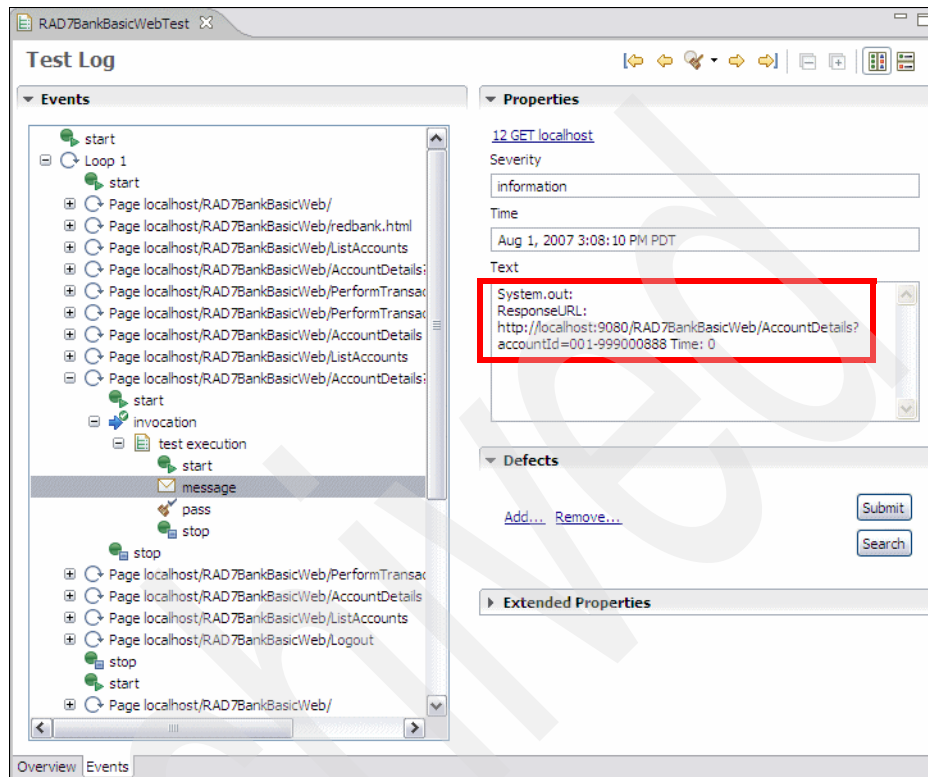 RAD7BankBasicWebTest
Test Log
Events
start
Loop 1
start
Page localhost/RAD7BankBasicWeb/
Page localhost/RAD7BankBasicWeb/redbank.html
Page localhost/RAD7BankBasicWeb/ListAccounts
Page localhost/RAD7BankBasicWeb/AccountDetails?
Page localhost/RAD7BankBasicWeb/PerformTransac
Page localhost/RAD7BankBasicWeb/PerformTransac
Page localhost/RAD7BankBasicWeb/AccountDetails
Page localhost/RAD7BankBasicWeb/ListAccounts
Page localhost/RAD7BankBasicWeb/AccountDetails?
start
invocation
test execution
start
message
pass
stop
stop
Page localhost/RAD7BankBasicWeb/PerformTransac
Page localhost/RAD7BankBasicWeb/AccountDetails
Page localhost/RAD7BankBasicWeb/ListAccounts
Page localhost/RAD7BankBasicWeb/Logout
stop
start
Page localhost/RAD7BankBasicWeb/
Properties
12 GET localhost
Severity
information
Time
Aug 1, 2007 3:08:10 PM PDT
Text
System.out:
ResponseURL:
http://localhost:9080/RAD7BankBasicWeb/AccountDetails?
accountId=001-999000888 Time: 0
Defects
Add... Remove...
Submit
Search
Extended Properties
Overview Events